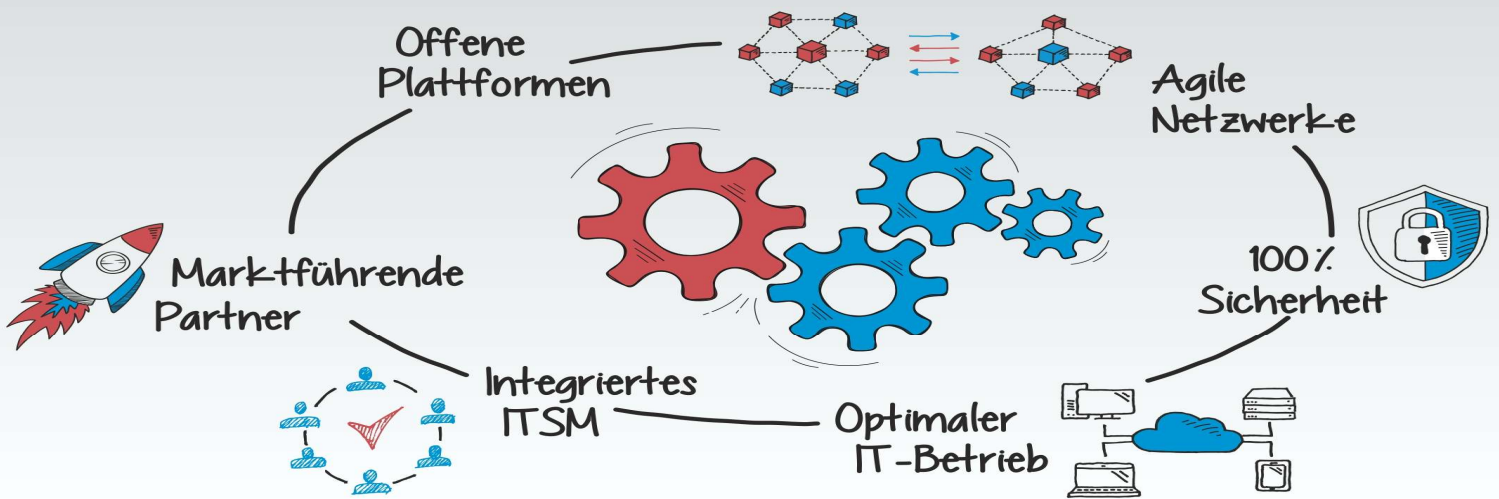 Offene
Plattformen
Agile
Netzwerke
100%
Sicherheit
Optimaler
IT-Betrieb
Integriertes
ITSM
Marktführende
Partner